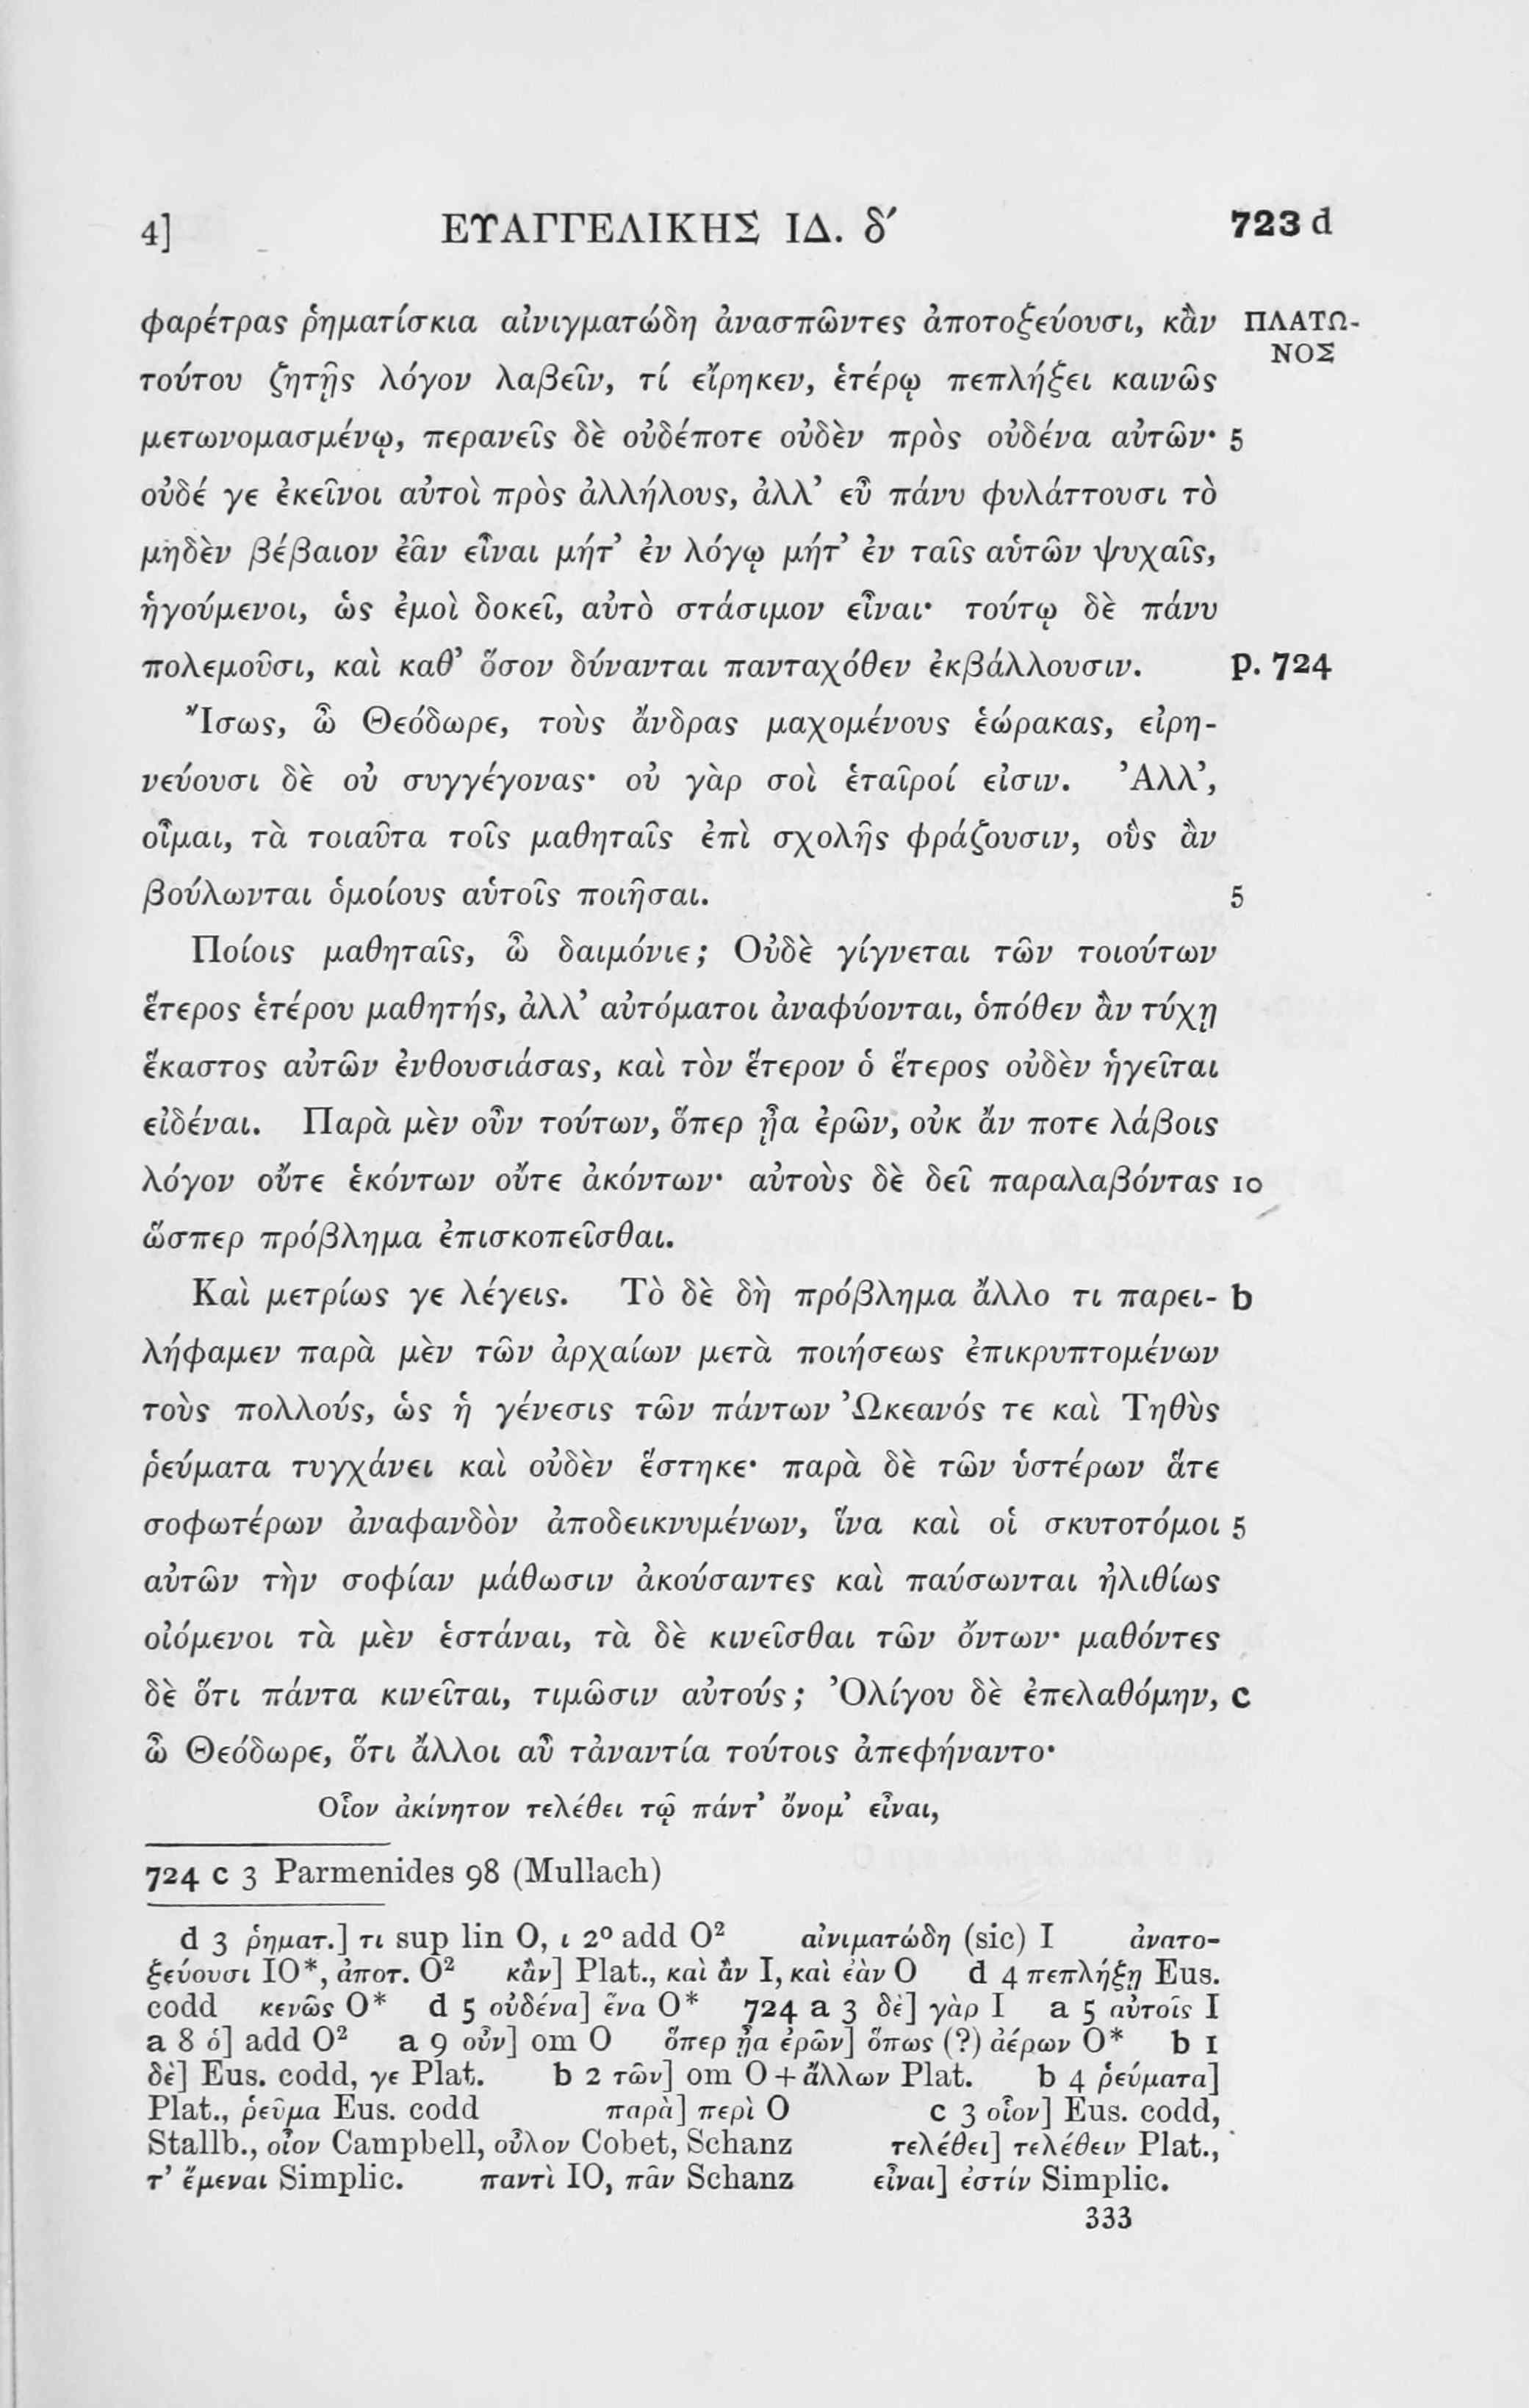 4] ΕΥΑΓΓΕΛΙΚΗΣ ΙΔ. δ′ 723 d
φαρέτρας ῥηματίσκια αἰνιγματώδη ἀνασπῶντες ἀποτοξεύουσι, κἂν ΠΛΑΤΩ-
ΝΟΣ
τούτου ζητῇς λόγον λαβεῖν, τί εἴρηκεν, ἑτέρῳ πεπλήξει καινῶς
μετωνομασμένῳ, περανεῖς δὲ οὐδέποτε οὐδὲν πρὸς οὐδένα αὐτῶν· 5
οὐδέ γε ἐκεῖνοι αὐτοὶ πρὸς ἀλλήλους, ἀλλ’ εὖ πάνυ φυλάττουσι τὸ
μηδὲν βέβαιον ἐᾶν εἶναι μήτ’ ἐν λόγῳ μήτ’ ἐν ταῖς αὑτῶν ψυχαῖς,
ἡγούμενοι, ὡς ἐμοὶ δοκεῖ, αὐτὸ στάσιμον εἶναι· τούτῳ δὲ πάνυ
πολεμοῦσι, καὶ καθ’ ὅσον δύνανται πανταχόθεν ἐκβάλλουσιν. p. 724
Ἴσως, ὦ Θεόδωρε, τοὺς ἄνδρας μαχομένους ἑώρακας, εἰρη-
νεύουσι δὲ οὐ συγγέγονας· οὐ γὰρ σοὶ ἑταῖροί εἰσιν. Ἀλλ’,
οἶμαι, τὰ τοιαῦτα τοῖς μαθηταῖς ἐπὶ σχολῆς φράζουσιν, οὓς ἂν
βούλωνται ὁμοίους αὑτοῖς ποιῆσαι. 5
Ποίοις μαθηταῖς, ὦ δαιμόνιε; Οὐδὲ γίγνεται τῶν τοιούτων
ἕτερος ἑτέρου μαθητής, ἀλλ’ αὐτόματοι ἀναφύονται, ὁπόθεν ἂν τύχῃ
ἕκαστος αὐτῶν ἐνθουσιάσας, καὶ τὸν ἕτερον ὁ ἕτερος οὐδὲν ἡγεῖται
εἰδέναι. Παρὰ μὲν οὖν τούτων, ὅπερ ᾖα ἐρῶν, οὐκ ἄν ποτε λάβοις
λόγον οὔτε ἑκόντων οὔτε ἀκόντων· αὐτοὺς δὲ δεῖ παραλαβόντας 10
ὥσπερ πρόβλημα ἐπισκοπεῖσθαι.
Καὶ μετρίως γε λέγεις. Τὸ δὲ δὴ πρόβλημα ἄλλο τι παρει- b
λήφαμεν παρὰ μὲν τῶν ἀρχαίων μετὰ ποιήσεως ἐπικρυπτομένων
τοὺς πολλούς, ὡς ἡ γένεσις τῶν πάντων Ὠκεανός τε καὶ Τηθὺς
ῥεύματα τυγχάνει καὶ οὐδὲν ἕστηκε· παρὰ δὲ τῶν ὑστέρων ἅτε
σοφωτέρων ἀναφανδὸν ἀποδεικνυμένων, ἵνα καὶ οἱ σκυτοτόμοι 5
αὐτῶν τὴν σοφίαν μάθωσιν ἀκούσαντες καὶ παύσωνται ἠλιθίως
οἰόμενοι τὰ μὲν ἑστάναι, τὰ δὲ κινεῖσθαι τῶν ὄντων· μαθόντες
δὲ ὅτι πάντα κινεῖται, τιμῶσιν αὐτούς; Ὀλίγου δὲ ἐπελαθόμην, c
ὦ Θεόδωρε, ὅτι ἄλλοι αὖ τἀναντία τούτοις ἀπεφήναντο·
Οἷον ἀκίνητον τελέθει τῷ πάντ’ ὄνομ’ εἶναι,
724 c 3 Parmenides 98 (Mullach)
d 3 ῥηματ.] τι sup lin O, ι 2º add O² αἰνιματώδη (sic) I ἀνατο-
ξεύουσι IO*, ἀποτ. O² κἂν] Plat., καὶ ἂν I, καὶ ἐὰν O d 4 πεπλήξῃ Eus.
codd κενῶς O* d 5 οὐδένα] ἕνα O* 724 a 3 δὲ] γὰρ I a 5 αὐτοῖς I
a 8 ὁ] add O² a 9 οὖν] om O ὅπερ ᾖα ἐρῶν] ὅπως (?) ἀέρων O* b 1
δὲ] Eus. codd, γε Plat. b 2 τῶν] om O + ἄλλων Plat. b 4 ῥεύματα]
Plat., ῥεῦμα Eus. codd παρὰ] περὶ O c 3 οἷον] Eus. codd,
Stallb., οἶον Campbell, οὖλον Cobet, Schanz τελέθει] τελέθειν Plat.,
τ’ ἔμεναι Simplic. παντὶ IO, πᾶν Schanz εἶναι] ἐστίν Simplic.
333